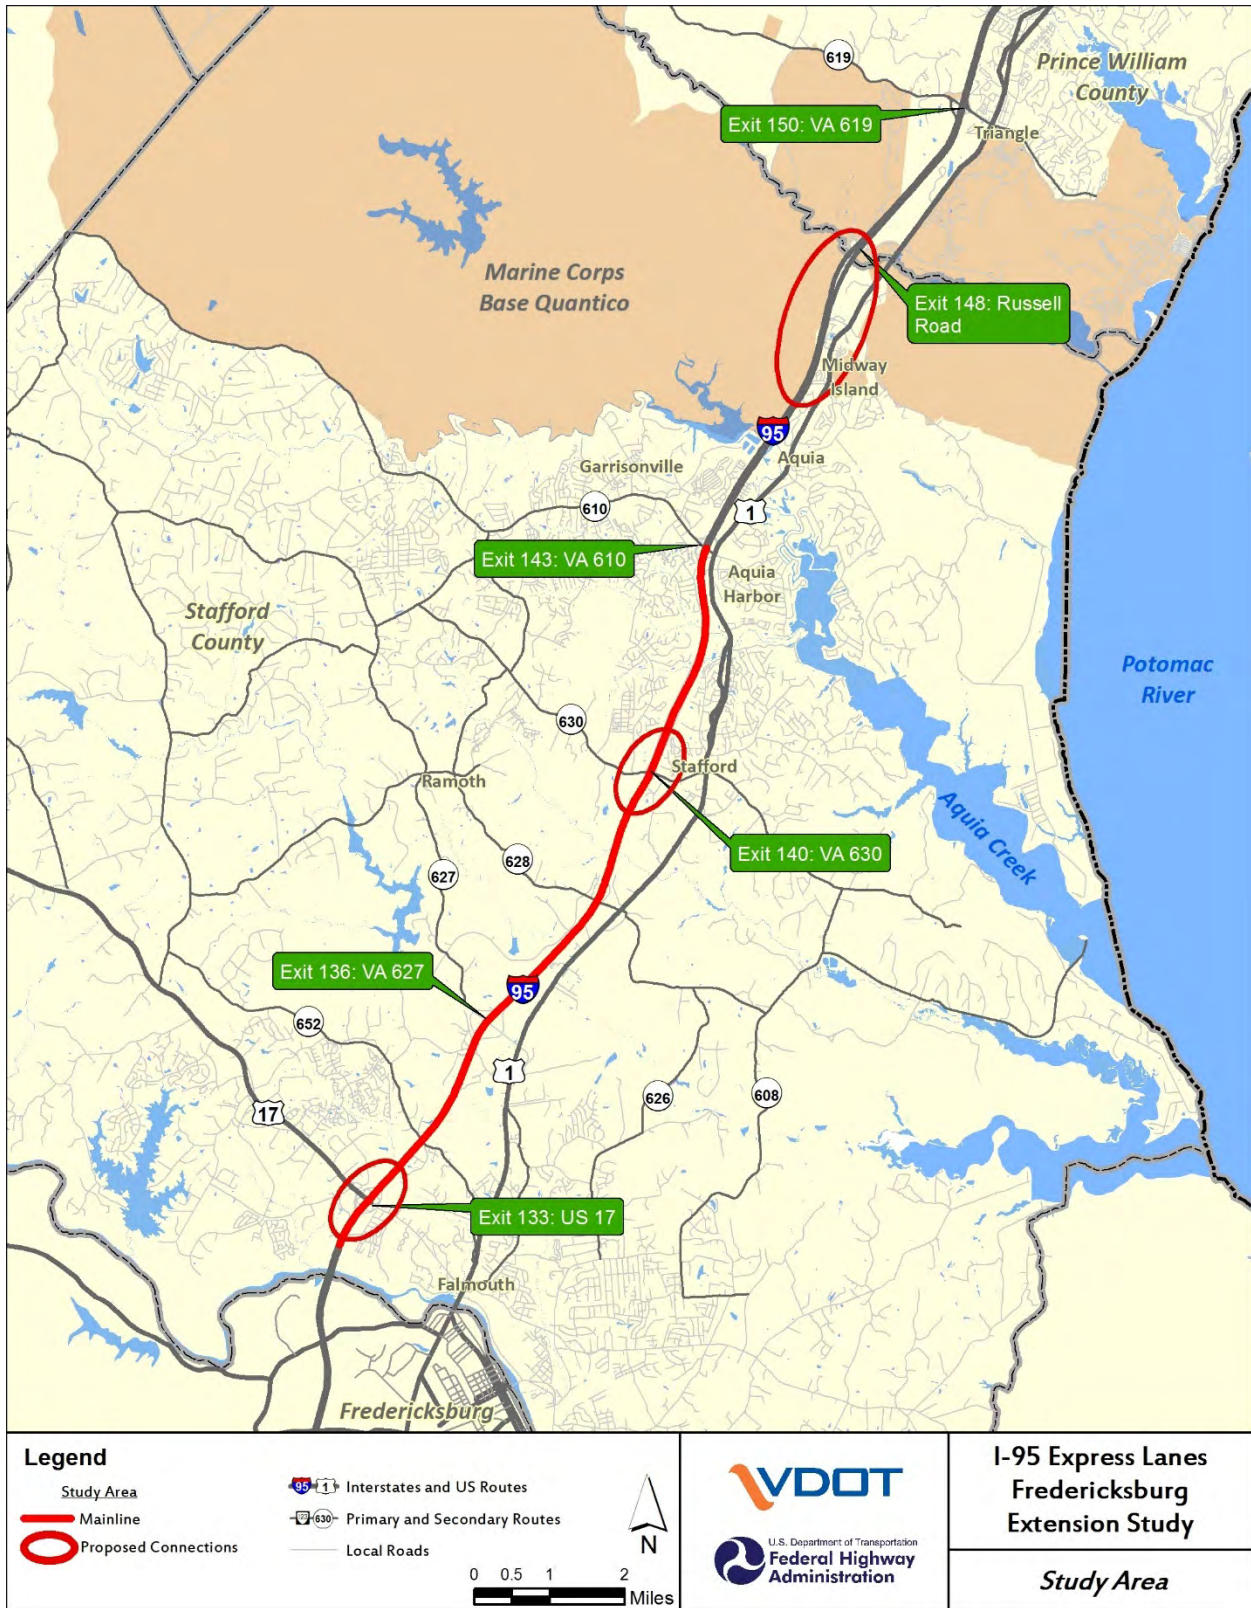 619
Prince William
County
Exit 150: VA 619
Triangle
Marine Corps
Base Quantico
Exit 148: Russell
Road
Midway
Island
95
Aquia
Garrisonville
610
1
Exit 143: VA 610
Aquia
Harbor
Stafford
County
Potomac
River
630
Stafford
Ramoth
Aquia Creek
Exit 140: VA 630
628
627
Exit 136: VA 627
95
652
1
17
626
608
Exit 133: US 17
Falmouth
Fredericksburg
Legend
Study Area
Mainline
Proposed Connections
95 1 Interstates and US Routes
123 630 Primary and Secondary Routes
Local Roads
N
0 0.5 1 2
Miles
VDOT
U.S. Department of Transportation
Federal Highway
Administration
I-95 Express Lanes
Fredericksburg
Extension Study
Study Area